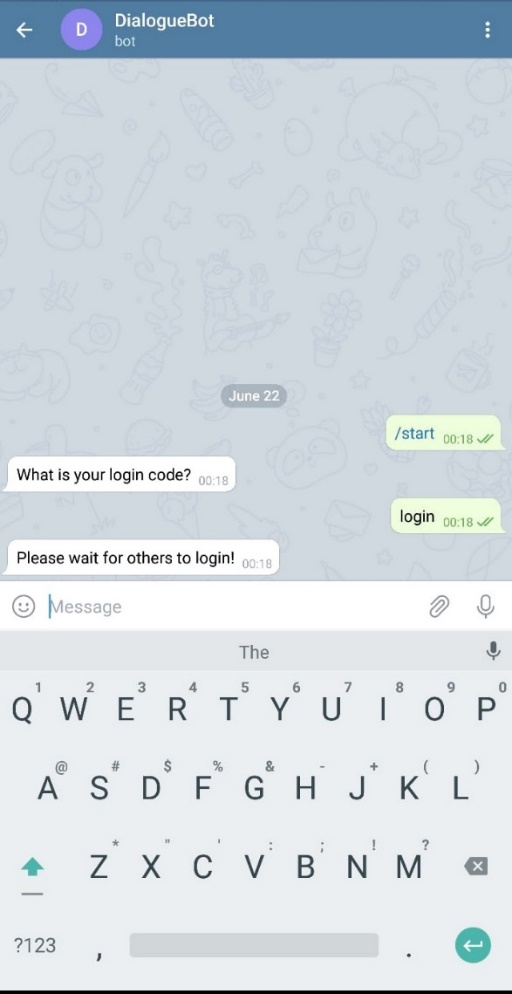 D
DialogueBot
bot
June 22
/start 00:18
What is your login code? 00:18
login 00:18
Please wait for others to login! 00:18
Message
The
1 2 3 4 5 6 7 8 9 0
Q W E R T Y U I O P
@ # $ % & - + ( )
A S D F G H J K L
* " ' : ; ! ?
Z X C V B N M
?123 , .